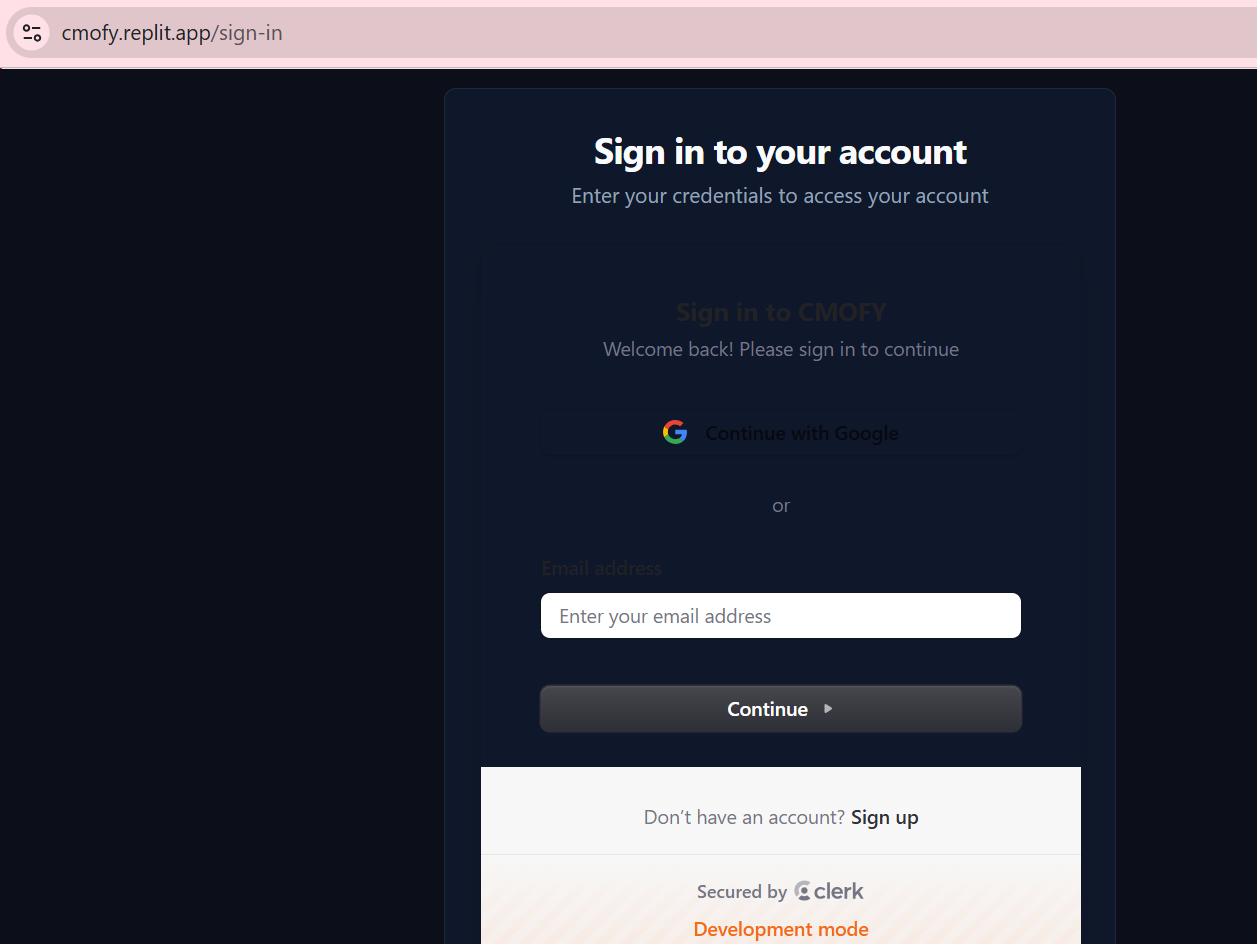 cmofy.replit.app/sign-in
Sign in to your account
Enter your credentials to access your account
Sign in to CMOFY
Welcome back! Please sign in to continue
Continue with Google
or
Email address
Enter your email address
Continue
Don’t have an account? Sign up
Secured by clerk
Development mode